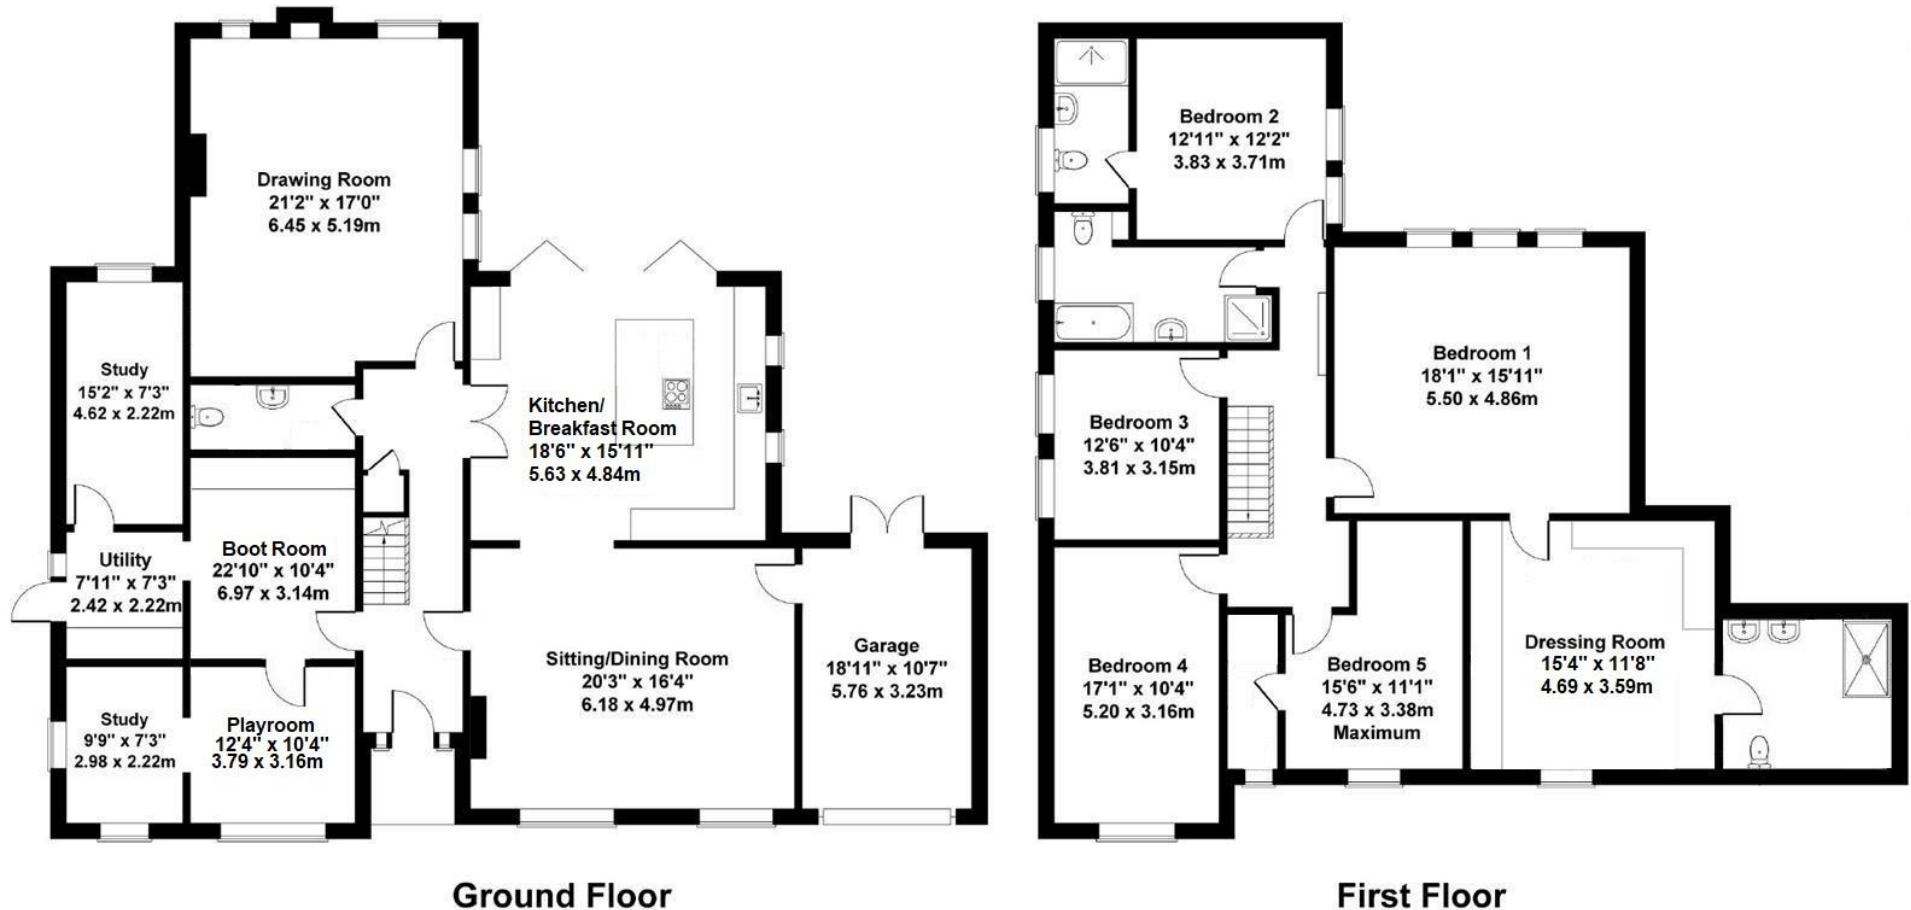 Drawing Room
21'2" x 17'0"
6.45 x 5.19m
Study
15'2" x 7'3"
4.62 x 2.22m
Kitchen/
Breakfast Room
18'6" x 15'11"
5.63 x 4.84m
Utility
7'11" x 7'3"
2.42 x 2.22m
Boot Room
22'10" x 10'4"
6.97 x 3.14m
Sitting/Dining Room
20'3" x 16'4"
6.18 x 4.97m
Garage
18'11" x 10'7"
5.76 x 3.23m
Study
9'9" x 7'3"
2.98 x 2.22m
Playroom
12'4" x 10'4"
3.79 x 3.16m
Ground Floor
Bedroom 2
12'11" x 12'2"
3.83 x 3.71m
Bedroom 1
18'1" x 15'11"
5.50 x 4.86m
Bedroom 3
12'6" x 10'4"
3.81 x 3.15m
Bedroom 4
17'1" x 10'4"
5.20 x 3.16m
Bedroom 5
15'6" x 11'1"
4.73 x 3.38m
Maximum
Dressing Room
15'4" x 11'8"
4.69 x 3.59m
First Floor